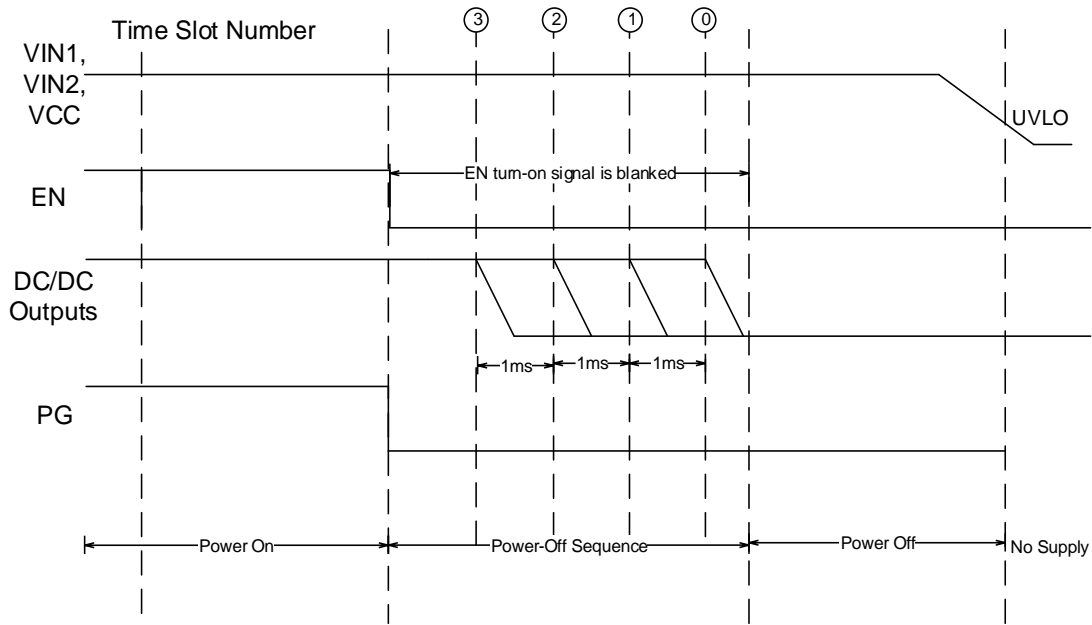 Time Slot Number
3
2
1
0
VIN1,
VIN2,
VCC
UVLO
EN turn-on signal is blanked
EN
DC/DC
Outputs
1ms
1ms
1ms
PG
Power On
Power-Off Sequence
Power Off
No Supply